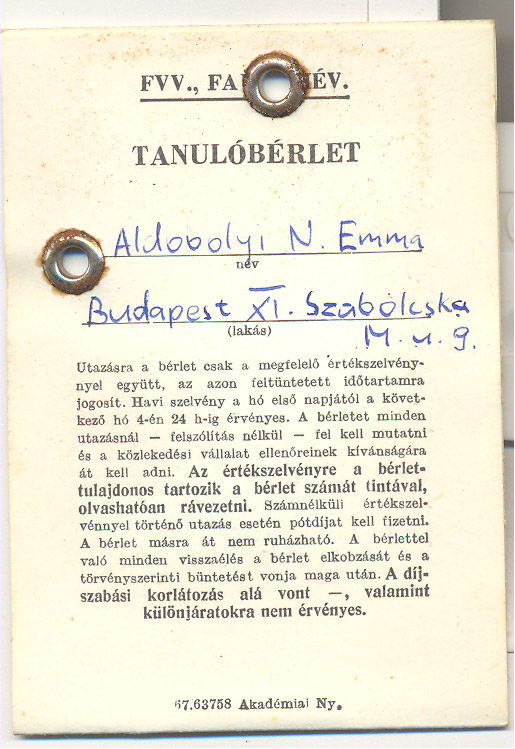 FVV., FA ÉV.
TANULÓBÉRLET
Aldobolyi N. Emma
név
Budapest XI. Szabolcska
(lakás)
M. u. 9.
Utazásra a bérlet csak a megfelelő értékszelvény-
nyel együtt, az azon feltüntetett időtartamra
jogosít. Havi szelvény a hó első napjától a követ-
kező hó 4-én 24 h-ig érvényes. A bérletet minden
utazásnál — felszólítás nélkül — fel kell mutatni
és a közlekedési vállalat ellenőreinek kívánságára
át kell adni. Az értékszelvényre a bérlet-
tulajdonos tartozik a bérlet számát tintával,
olvashatóan rávezetni. Számnélküli értékszel-
vénnyel történő utazás esetén pótdíjat kell fizetni.
A bérlet másra át nem ruházható. A bérlettel
való minden visszaélés a bérlet elkobzását és a
törvényszerinti büntetést vonja maga után. A díj-
szabási korlátozás alá vont —, valamint
különjáratokra nem érvényes.
67.63758 Akadémiai Ny.